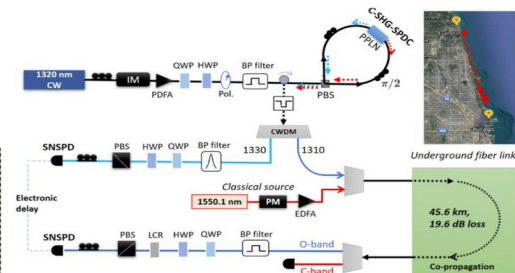 C-SHG-SPDC
PPLN
1320 nm
CW
IM
PDFA
QWP
HWP
Pol.
BP filter
PBS
π/2
CWDM
1330
1310
SNSPD
PBS
HWP
QWP
BP filter
Underground fiber link
Classical source
1550.1 nm
PM
EDFA
Electronic
delay
45.6 km,
19.6 dB loss
SNSPD
PBS
LCR
HWP
QWP
BP filter
O-band
C-band
Co-propagation